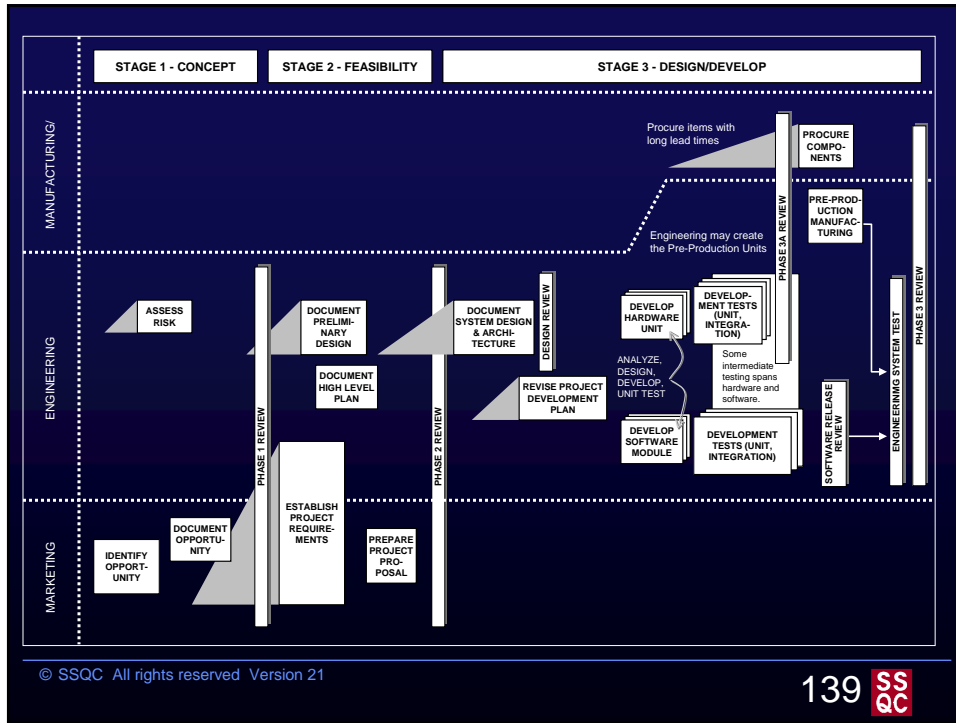 STAGE 1 - CONCEPT
STAGE 2 - FEASIBILITY
STAGE 3 - DESIGN/DEVELOP
MANUFACTURING/
Procure items with
long lead times
PROCURE
COMPO-
NENTS
PHASE 3A REVIEW
PRE-PROD-
UCTION
MANUFAC-
TURING
Engineering may create
the Pre-Production Units
PHASE 3 REVIEW
ENGINEERING
ASSESS
RISK
PHASE 1 REVIEW
DOCUMENT
PRELIMI-
NARY
DESIGN
DOCUMENT
HIGH LEVEL
PLAN
PHASE 2 REVIEW
DOCUMENT
SYSTEM DESIGN
& ARCHI-
TECTURE
DESIGN REVIEW
REVISE PROJECT
DEVELOPMENT
PLAN
DEVELOP
HARDWARE
UNIT
DEVELOP-
MENT TESTS
(UNIT,
INTEGRA-
TION)
ANALYZE,
DESIGN,
DEVELOP,
UNIT TEST
Some
intermediate
testing spans
hardware and
software.
DEVELOP
SOFTWARE
MODULE
DEVELOPMENT
TESTS (UNIT,
INTEGRATION)
SOFTWARE RELEASE
REVIEW
ENGINEERINMG SYSTEM TEST
MARKETING
IDENTIFY
OPPORT-
UNITY
DOCUMENT
OPPORTU-
NITY
ESTABLISH
PROJECT
REQUIRE-
MENTS
PREPARE
PROJECT
PRO-
POSAL
© SSQC All rights reserved Version 21
139
SS
QC